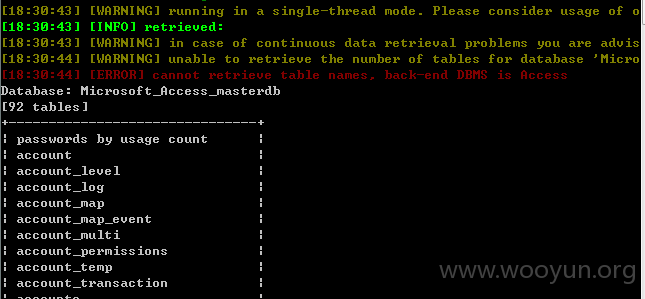 [18:30:43] [WARNING] running in a single-thread mode. Please consider usage of o
[18:30:43] [INFO] retrieved:
[18:30:43] [WARNING] in case of continuous data retrieval problems you are advis
[18:30:44] [WARNING] unable to retrieve the number of tables for database 'Micro
[18:30:44] [ERROR] cannot retrieve table names, back-end DBMS is Access
Database: Microsoft_Access_masterdb
[92 tables]
+-------------------------------+
¦ passwords by usage count ¦
¦ account ¦
¦ account_level ¦
¦ account_log ¦
¦ account_map ¦
¦ account_map_event ¦
¦ account_multi ¦
¦ account_permissions ¦
¦ account_temp ¦
¦ account_transaction ¦
¦ accounts ¦
www.wooyun.org